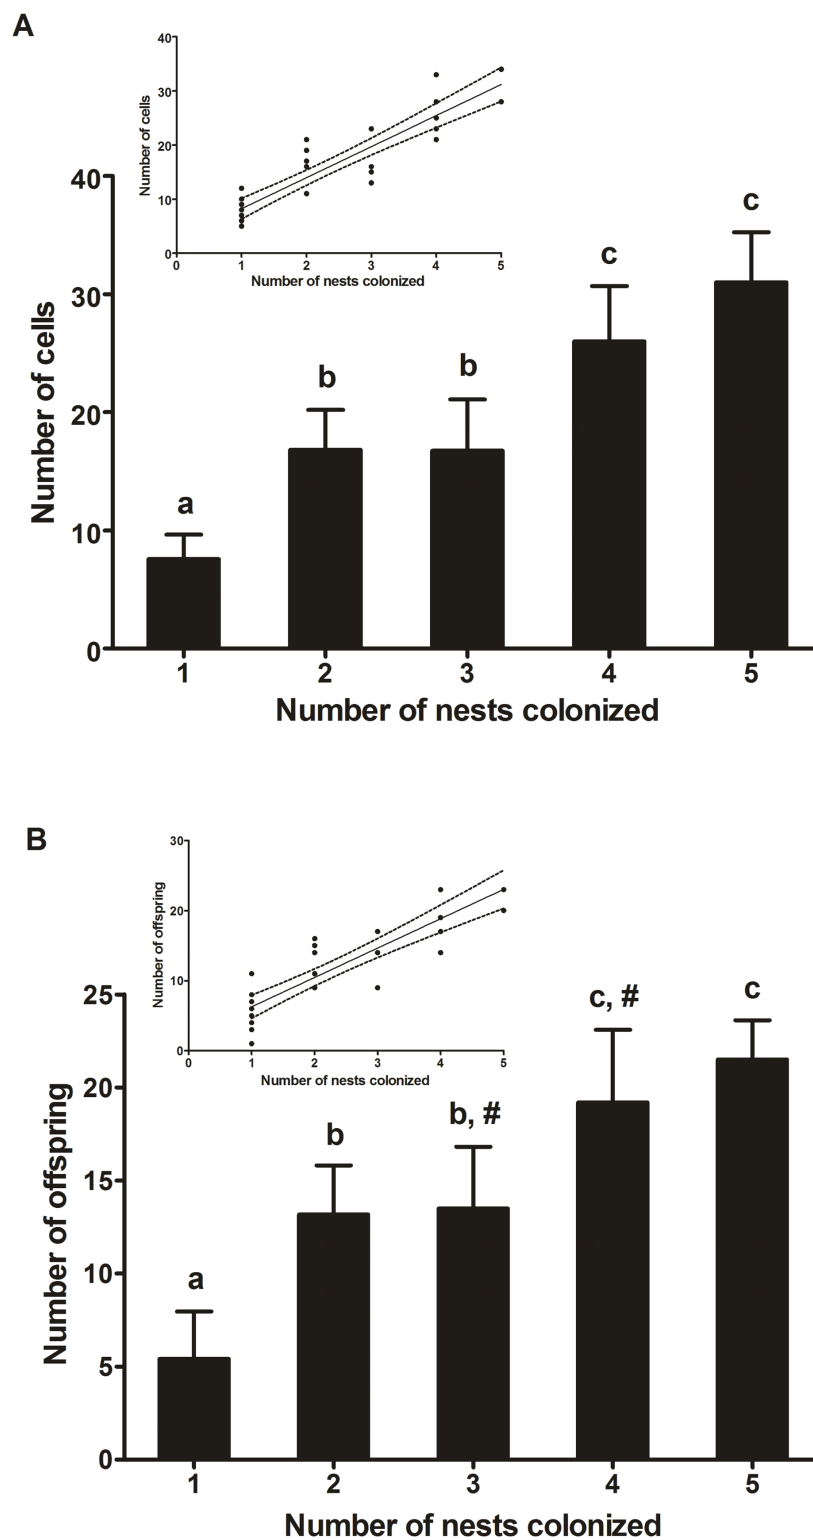 A
40
30
20
10
0
Number of cells
0 1 2 3 4 5
Number of nests colonized
40
30
20
10
0
Number of cells
a
b
b
c
c
1 2 3 4 5
Number of nests colonized
B
30
20
10
0
Number of offspring
0 1 2 3 4 5
Number of nests colonized
25
20
15
10
5
0
Number of offspring
a
b
b, #
c, #
c
1 2 3 4 5
Number of nests colonized